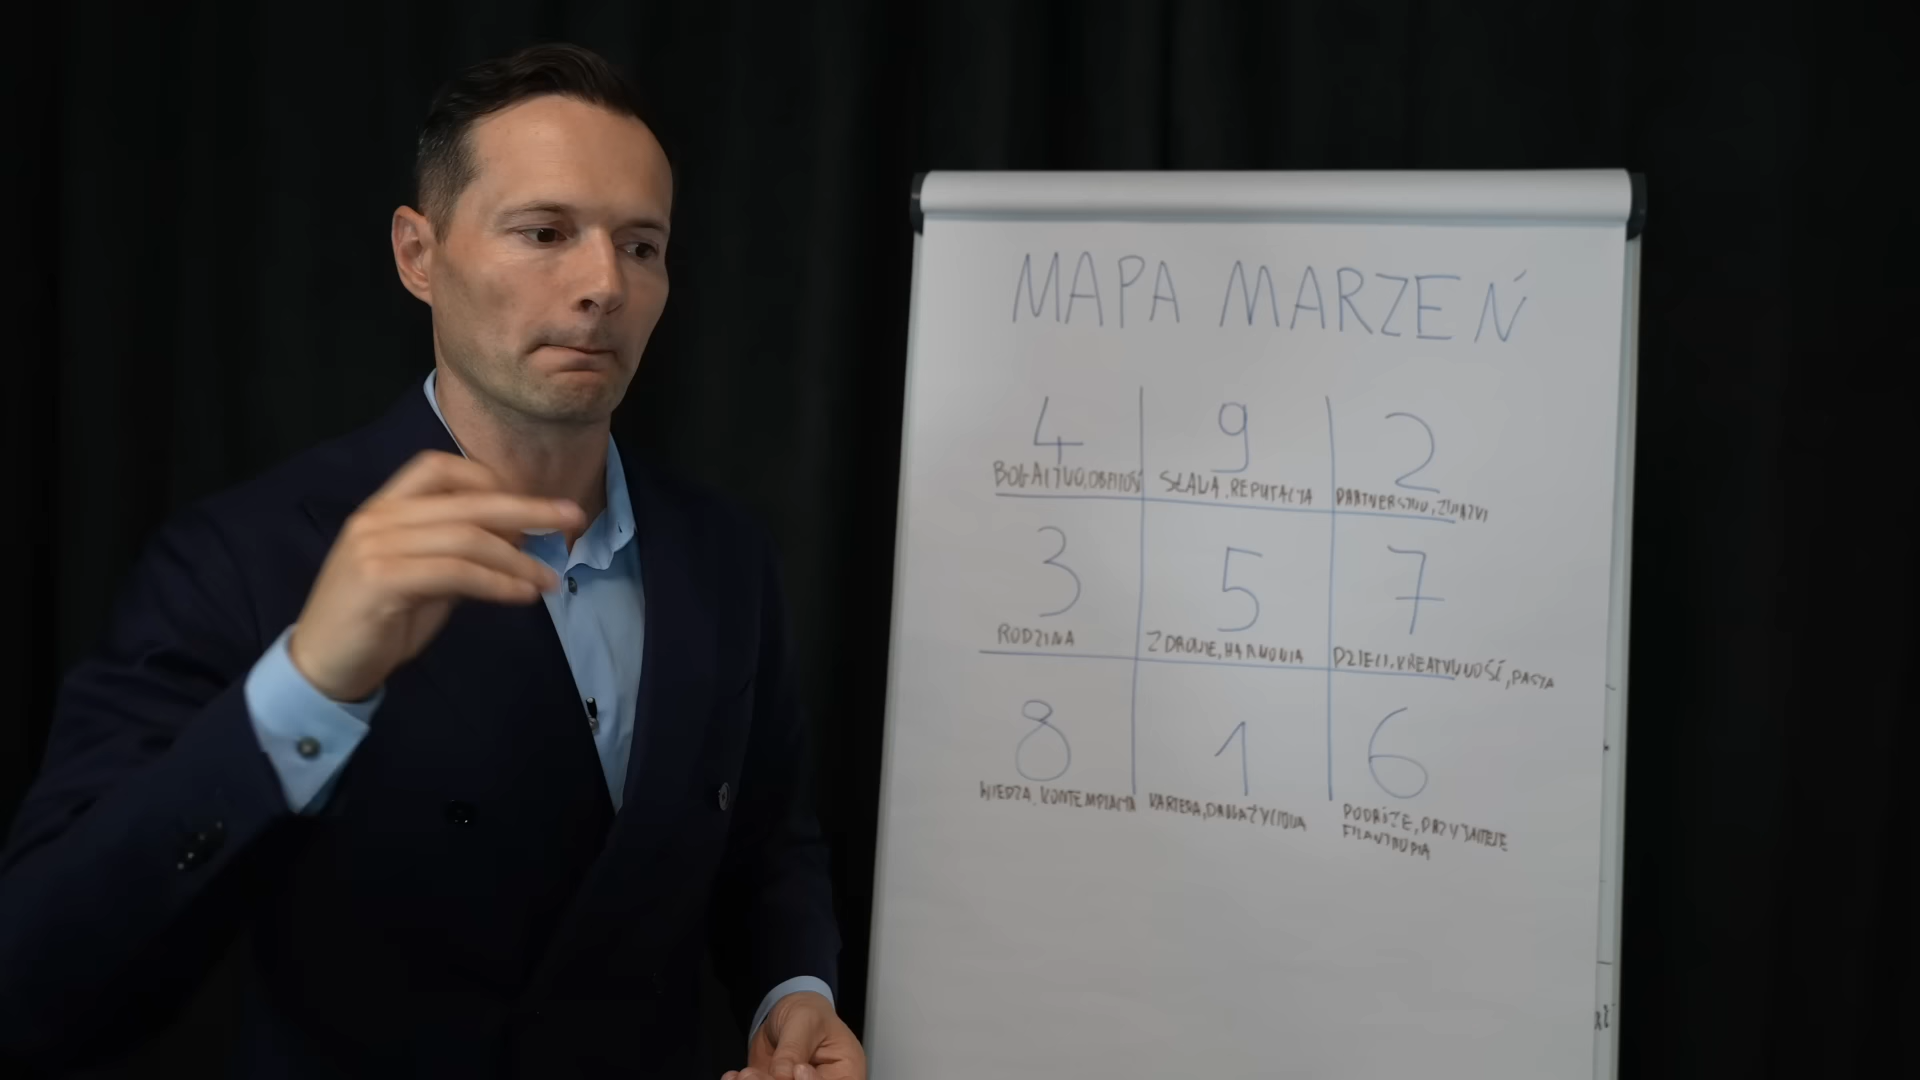 MAPA MARZEŃ
4 9 2
BOGACTWO, OBFITOŚĆ SŁAWA, REPUTACJA PARTNERSTWO, ZWIĄZKI
3 5 7
RODZINA ZDROWIE, HARMONIA DZIECI, KREATYWNOŚĆ, PASJA
8 1 6
WIEDZA, KONTEMPLACJA KARIERA, DROGA ŻYCIOWA PODRÓŻE, PRZYJACIELE
FILANTROPIA